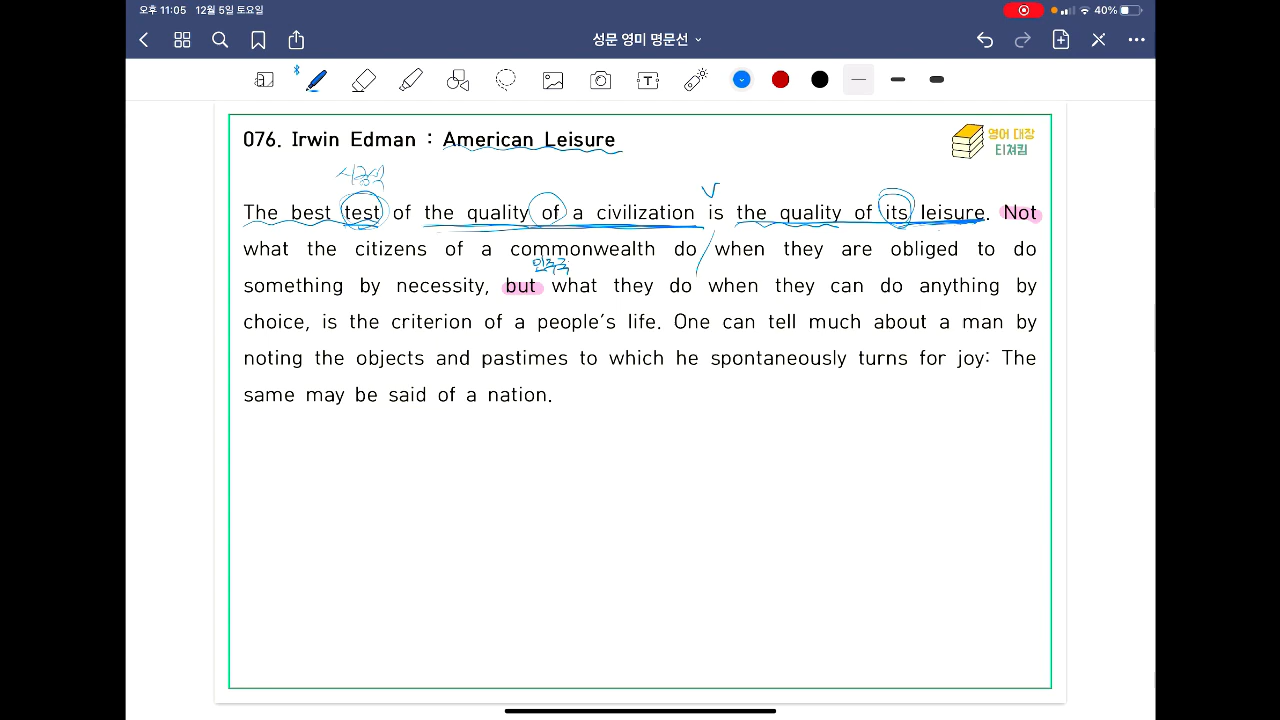 오후 11:05 12월 5일 토요일
40%
성문 영미 명문선
076. Irwin Edman : American Leisure
영어 대장
티쳐킴
시금석
V
The best test of the quality of a civilization is the quality of its leisure. Not
what the citizens of a commonwealth do when they are obliged to do
민주국
something by necessity, but what they do when they can do anything by
choice, is the criterion of a people's life. One can tell much about a man by
noting the objects and pastimes to which he spontaneously turns for joy: The
same may be said of a nation.